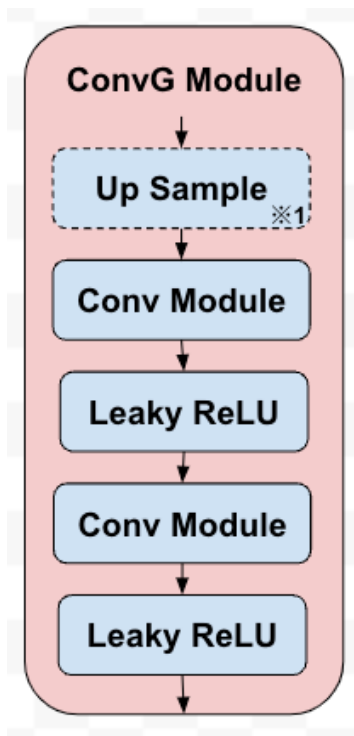 ConvG Module
Up Sample
※1
Conv Module
Leaky ReLU
Conv Module
Leaky ReLU